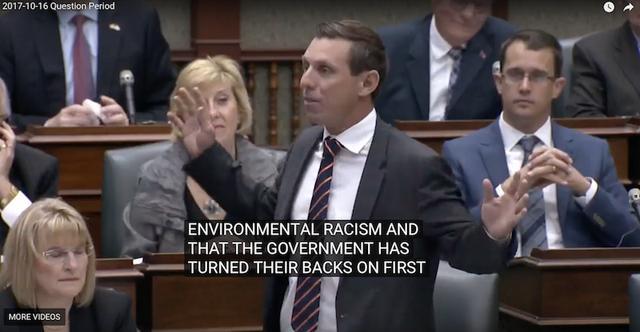 2017-10-16 Question Period
ENVIRONMENTAL RACISM AND
THAT THE GOVERNMENT HAS
TURNED THEIR BACKS ON FIRST
MORE VIDEOS